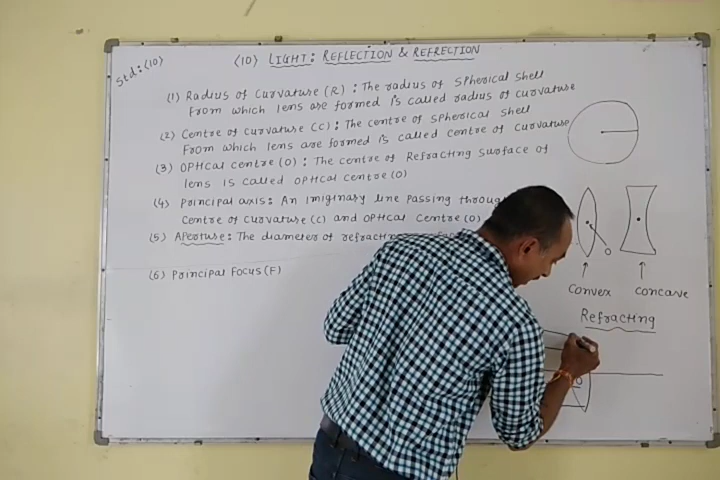 Std: (10)
(10) LIGHT: REFLECTION & REFRECTION
(1) Radius of curvature (R) : The radius of spherical shell
from which lens are formed is called radius of curvature
(2) Centre of curvature (C) : The centre of spherical shell
from which lens are formed is called centre of curvature
(3) Optical centre (O) : The centre of Refracting surface of
lens is called optical centre (O)
(4) Principal axis : An imiginary line passing through
centre of curvature (C) and optical centre (O)
(5) Aperture : The diameter of refracting
(6) Principal Focus (F)
O
convex
concave
Refracting
O